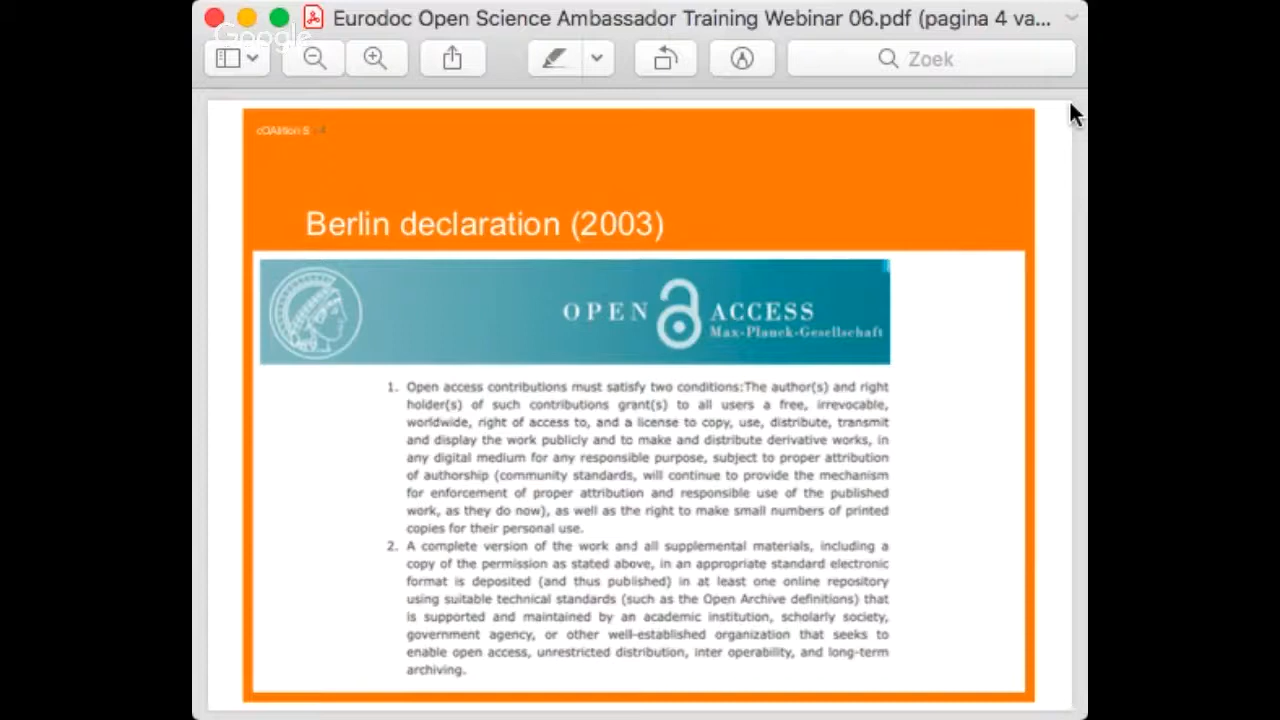 Eurodoc Open Science Ambassador Training Webinar 06.pdf (pagina 4 va...
Google
Zoek
cOAlition S - 4
Berlin declaration (2003)
OPEN ACCESS
Max-Planck-Gesellschaft
1. Open access contributions must satisfy two conditions:The author(s) and right
holder(s) of such contributions grant(s) to all users a free, irrevocable,
worldwide, right of access to, and a license to copy, use, distribute, transmit
and display the work publicly and to make and distribute derivative works, in
any digital medium for any responsible purpose, subject to proper attribution
of authorship (community standards, will continue to provide the mechanism
for enforcement of proper attribution and responsible use of the published
work, as they do now), as well as the right to make small numbers of printed
copies for their personal use.
2. A complete version of the work and all supplemental materials, including a
copy of the permission as stated above, in an appropriate standard electronic
format is deposited (and thus published) in at least one online repository
using suitable technical standards (such as the Open Archive definitions) that
is supported and maintained by an academic institution, scholarly society,
government agency, or other well-established organization that seeks to
enable open access, unrestricted distribution, inter operability, and long-term
archiving.